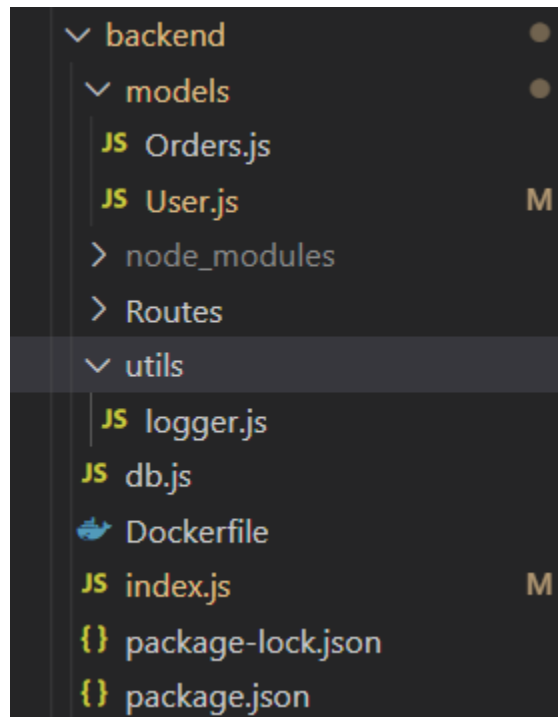 backend
models
JS Orders.js
JS User.js M
node_modules
Routes
utils
JS logger.js
JS db.js
Dockerfile
JS index.js M
{} package-lock.json
{} package.json